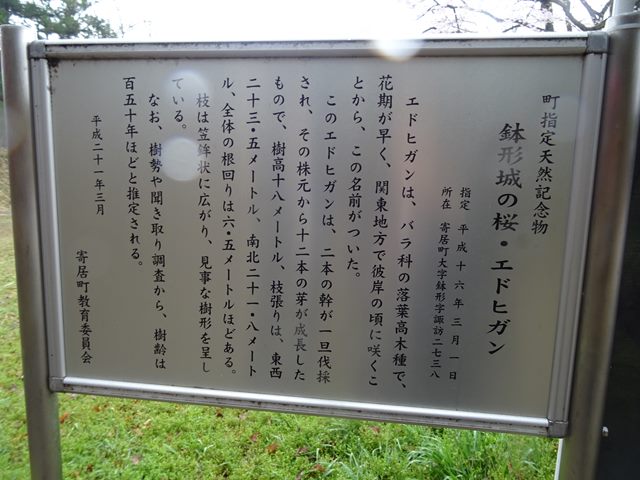 町指定天然記念物
鉢形城の桜・エドヒガン
指定 平成十六年三月一日
所在 寄居町大字鉢形字諏訪二七三八
エドヒガンは、バラ科の落葉高木種で、
花期が早く、関東地方で彼岸の頃に咲くこ
とから、この名前がついた。
このエドヒガンは、二本の幹が一旦伐採
され、その株元から十二本の芽が成長した
もので、樹高十八メートル、枝張りは、東西
二十三・五メートル、南北二十一・八メート
ル、全体の根回りは六・五メートルほどある。
枝は笠鉾状に広がり、見事な樹形を呈し
ている。
なお、樹勢や聞き取り調査から、樹齢は
百五十年ほどと推定される。
平成二十一年三月
寄居町教育委員会